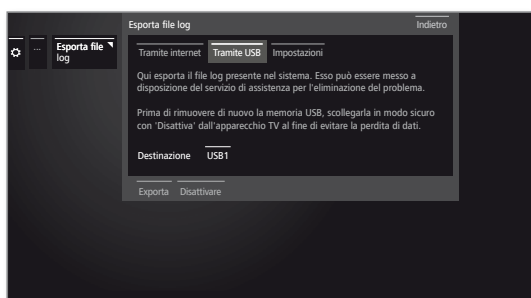 Esporta file log
Indietro
...
Esporta file
log
Tramite internet Tramite USB Impostazioni
Qui esporta il file log presente nel sistema. Esso può essere messo a
disposizione del servizio di assistenza per l'eliminazione del problema.
Prima di rimuovere di nuovo la memoria USB, scollegarla in modo sicuro
con 'Disattiva' dall'apparecchio TV al fine di evitare la perdita di dati.
Destinazione USB1
Exporta Disattivare